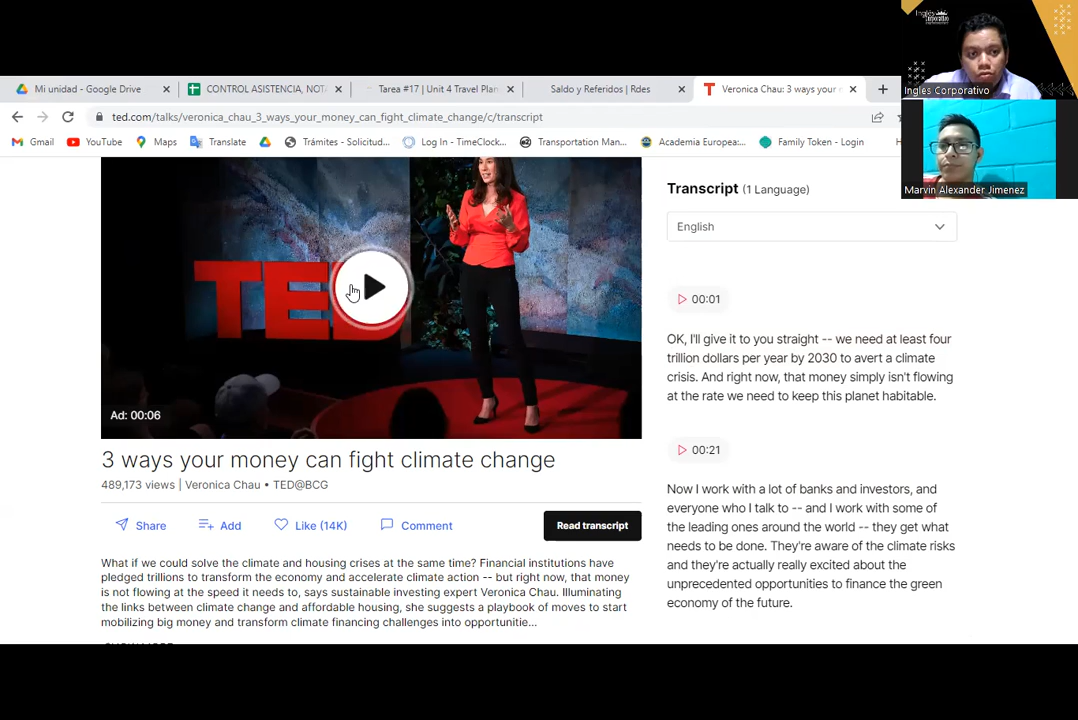 Mi unidad - Google Drive
CONTROL ASISTENCIA, NOT
Tarea #17 | Unit 4 Travel Plan
Saldo y Referidos | Rdes
Veronica Chau: 3 ways your
ted.com/talks/veronica_chau_3_ways_your_money_can_fight_climate_change/c/transcript
Gmail
YouTube
Maps
Translate
Trámites - Solicitud...
Log In - TimeClock...
Transportation Man...
Academia Europea:...
Family Token - Login
Inglés
Corporativo
Ingles Corporativo
Marvin Alexander Jimenez
TED
Ad: 00:06
3 ways your money can fight climate change
489,173 views | Veronica Chau • TED@BCG
Share
Add
Like (14K)
Comment
Read transcript
What if we could solve the climate and housing crises at the same time? Financial institutions have
pledged trillions to transform the economy and accelerate climate action -- but right now, that money
is not flowing at the speed it needs to, says sustainable investing expert Veronica Chau. Illuminating
the links between climate change and affordable housing, she suggests a playbook of moves to start
mobilizing big money and transform climate financing challenges into opportunitie...
Transcript (1 Language)
English
00:01
OK, I'll give it to you straight -- we need at least four
trillion dollars per year by 2030 to avert a climate
crisis. And right now, that money simply isn't flowing
at the rate we need to keep this planet habitable.
00:21
Now I work with a lot of banks and investors, and
everyone who I talk to -- and I work with some of
the leading ones around the world -- they get what
needs to be done. They're aware of the climate risks
and they're actually really excited about the
unprecedented opportunities to finance the green
economy of the future.